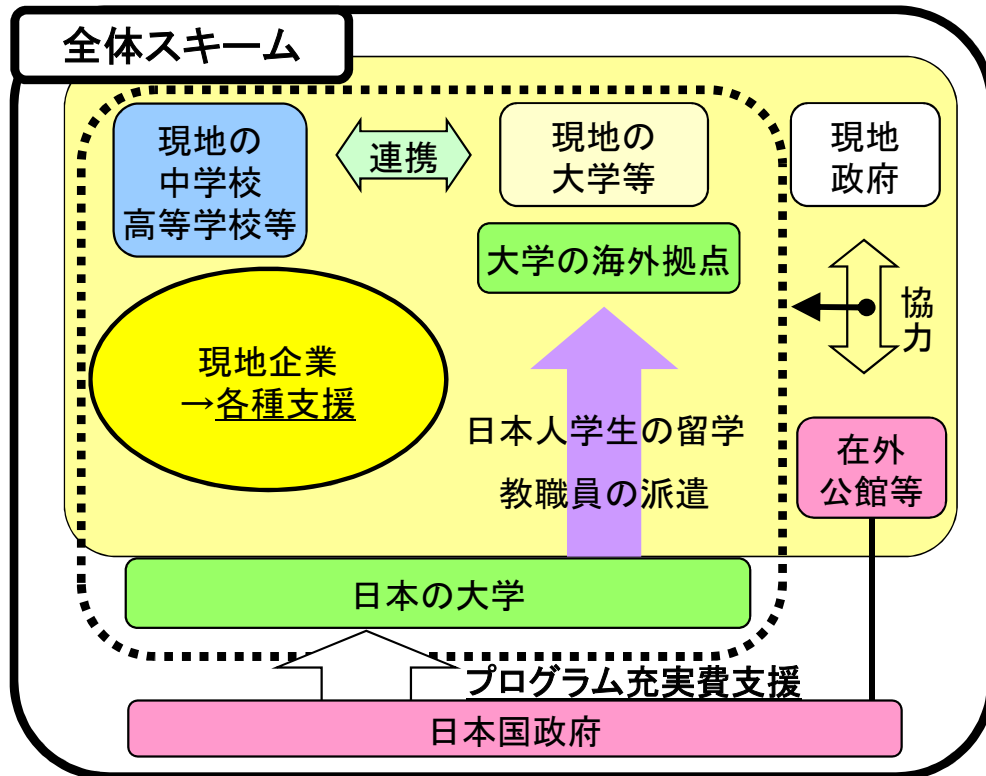 全体スキーム
現地の
中学校
高等学校等
連携
現地の
大学等
現地
政府
大学の海外拠点
協
力
現地企業
→各種支援
日本人学生の留学
教職員の派遣
在外
公館等
日本の大学
プログラム充実費支援
日本国政府